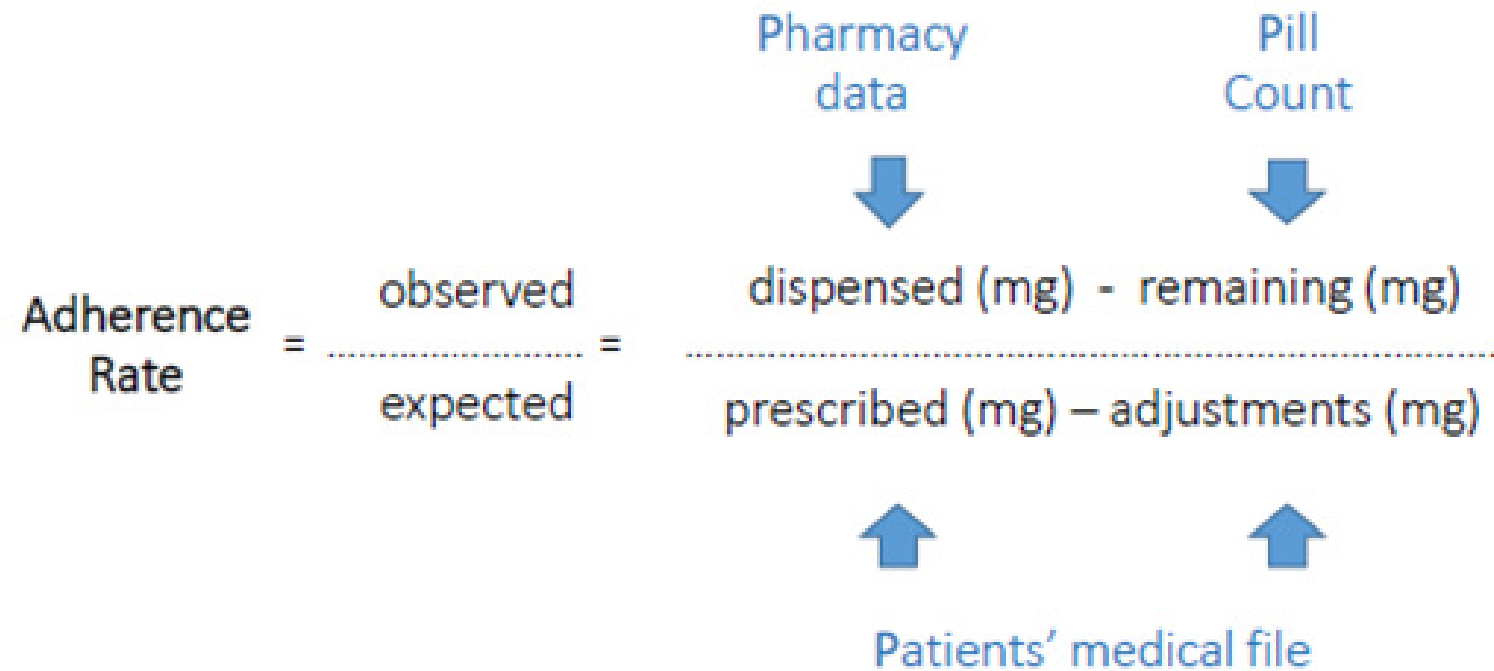 Pharmacy
data
Pill
Count
Adherence
Rate
=
observed
expected
=
dispensed (mg) - remaining (mg)
prescribed (mg) – adjustments (mg)
Patients’ medical file